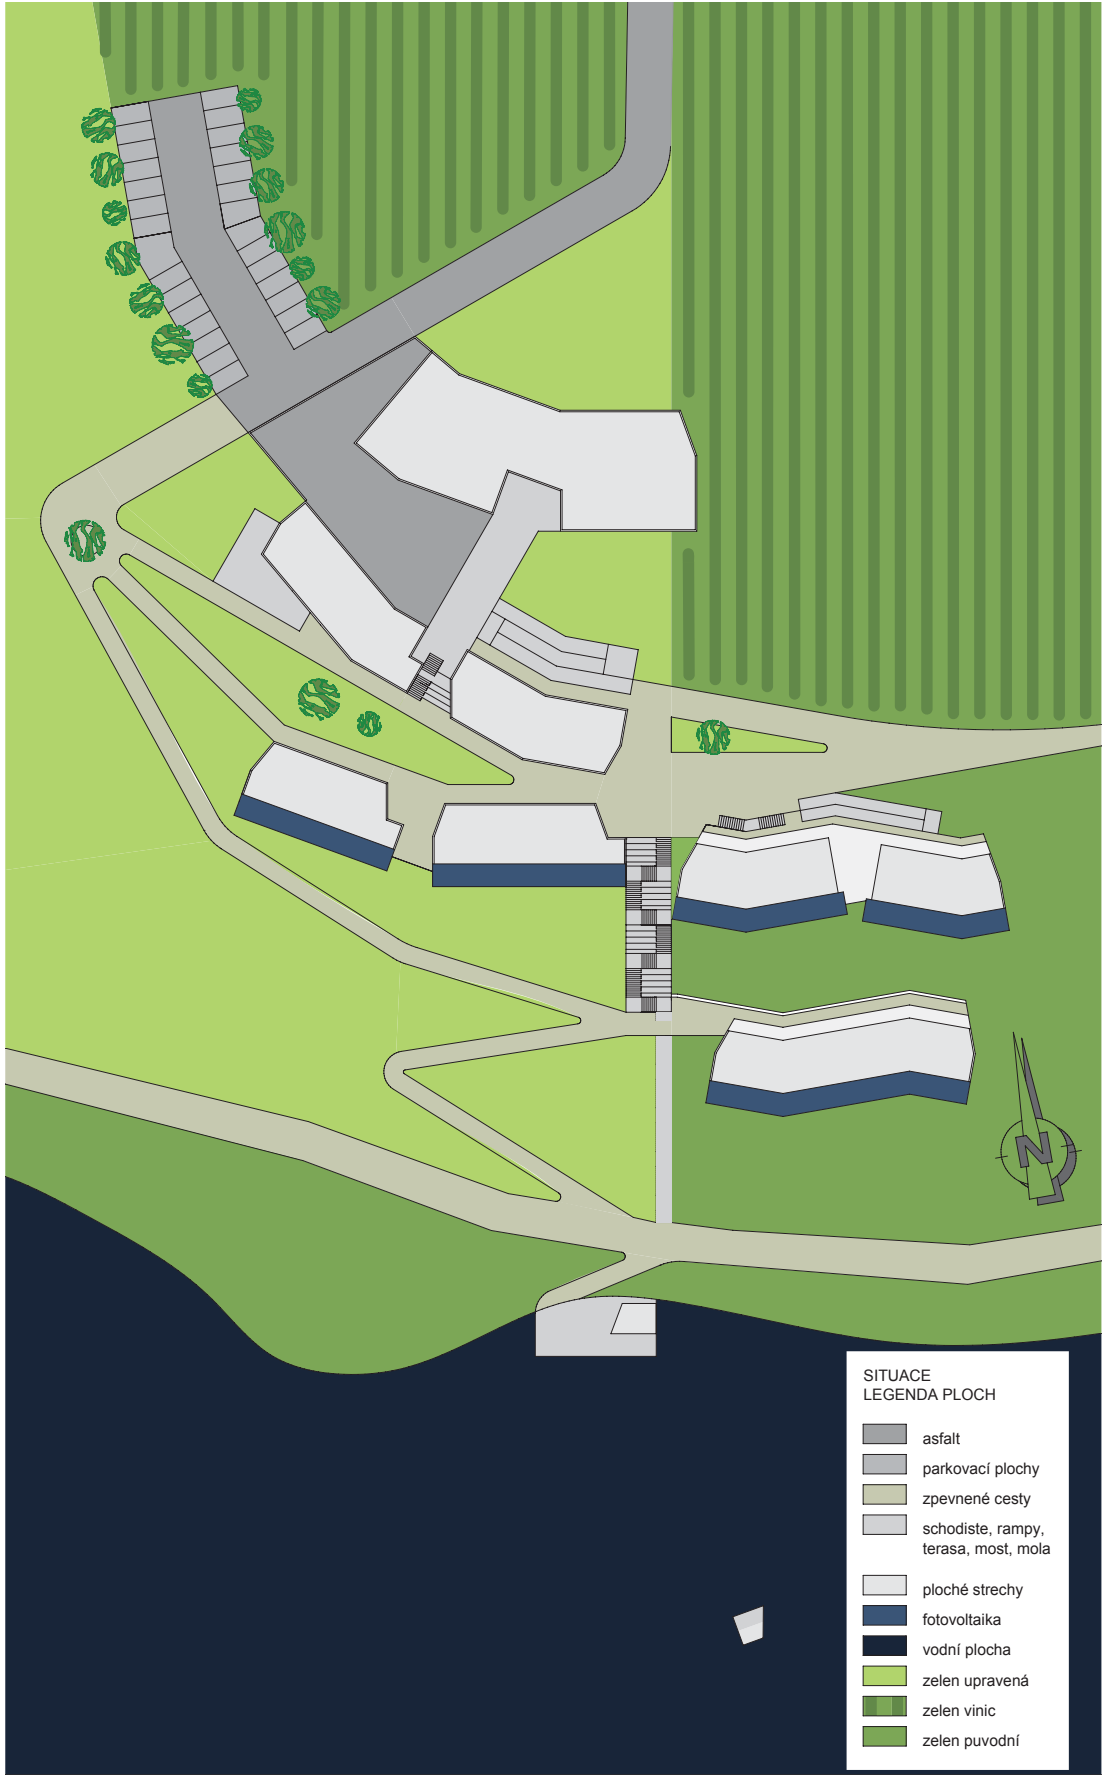 N
SITUACE
LEGENDA PLOCH
asfalt
parkovací plochy
zpevnené cesty
schodiste, rampy,
terasa, most, mola
ploché strechy
fotovoltaika
vodní plocha
zelen upravená
zelen vinic
zelen puvodní